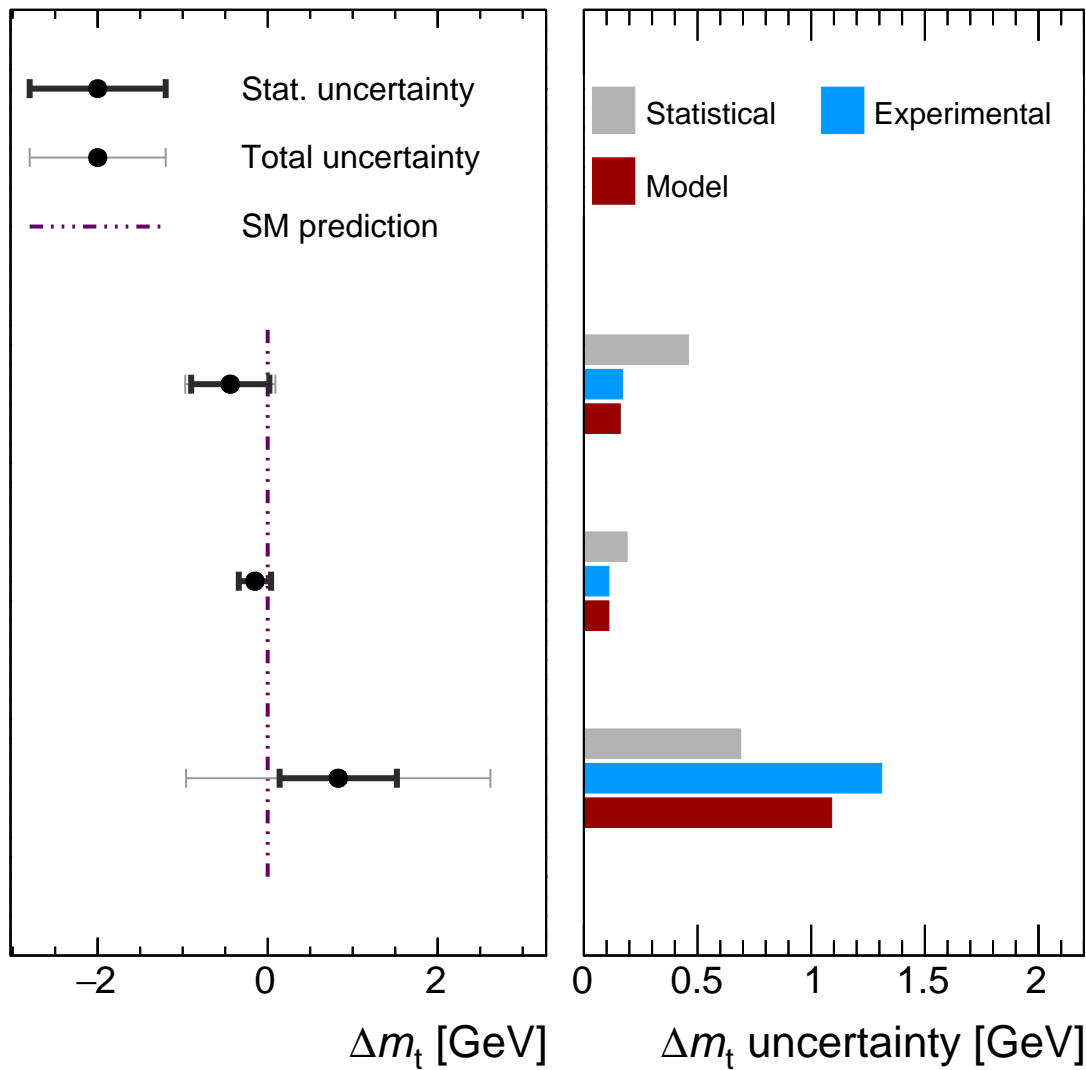 Stat. uncertainty
Total uncertainty
SM prediction
−2 0 2
Δmt [GeV]
Statistical Experimental
Model
0 0.5 1 1.5 2
Δmt uncertainty [GeV]